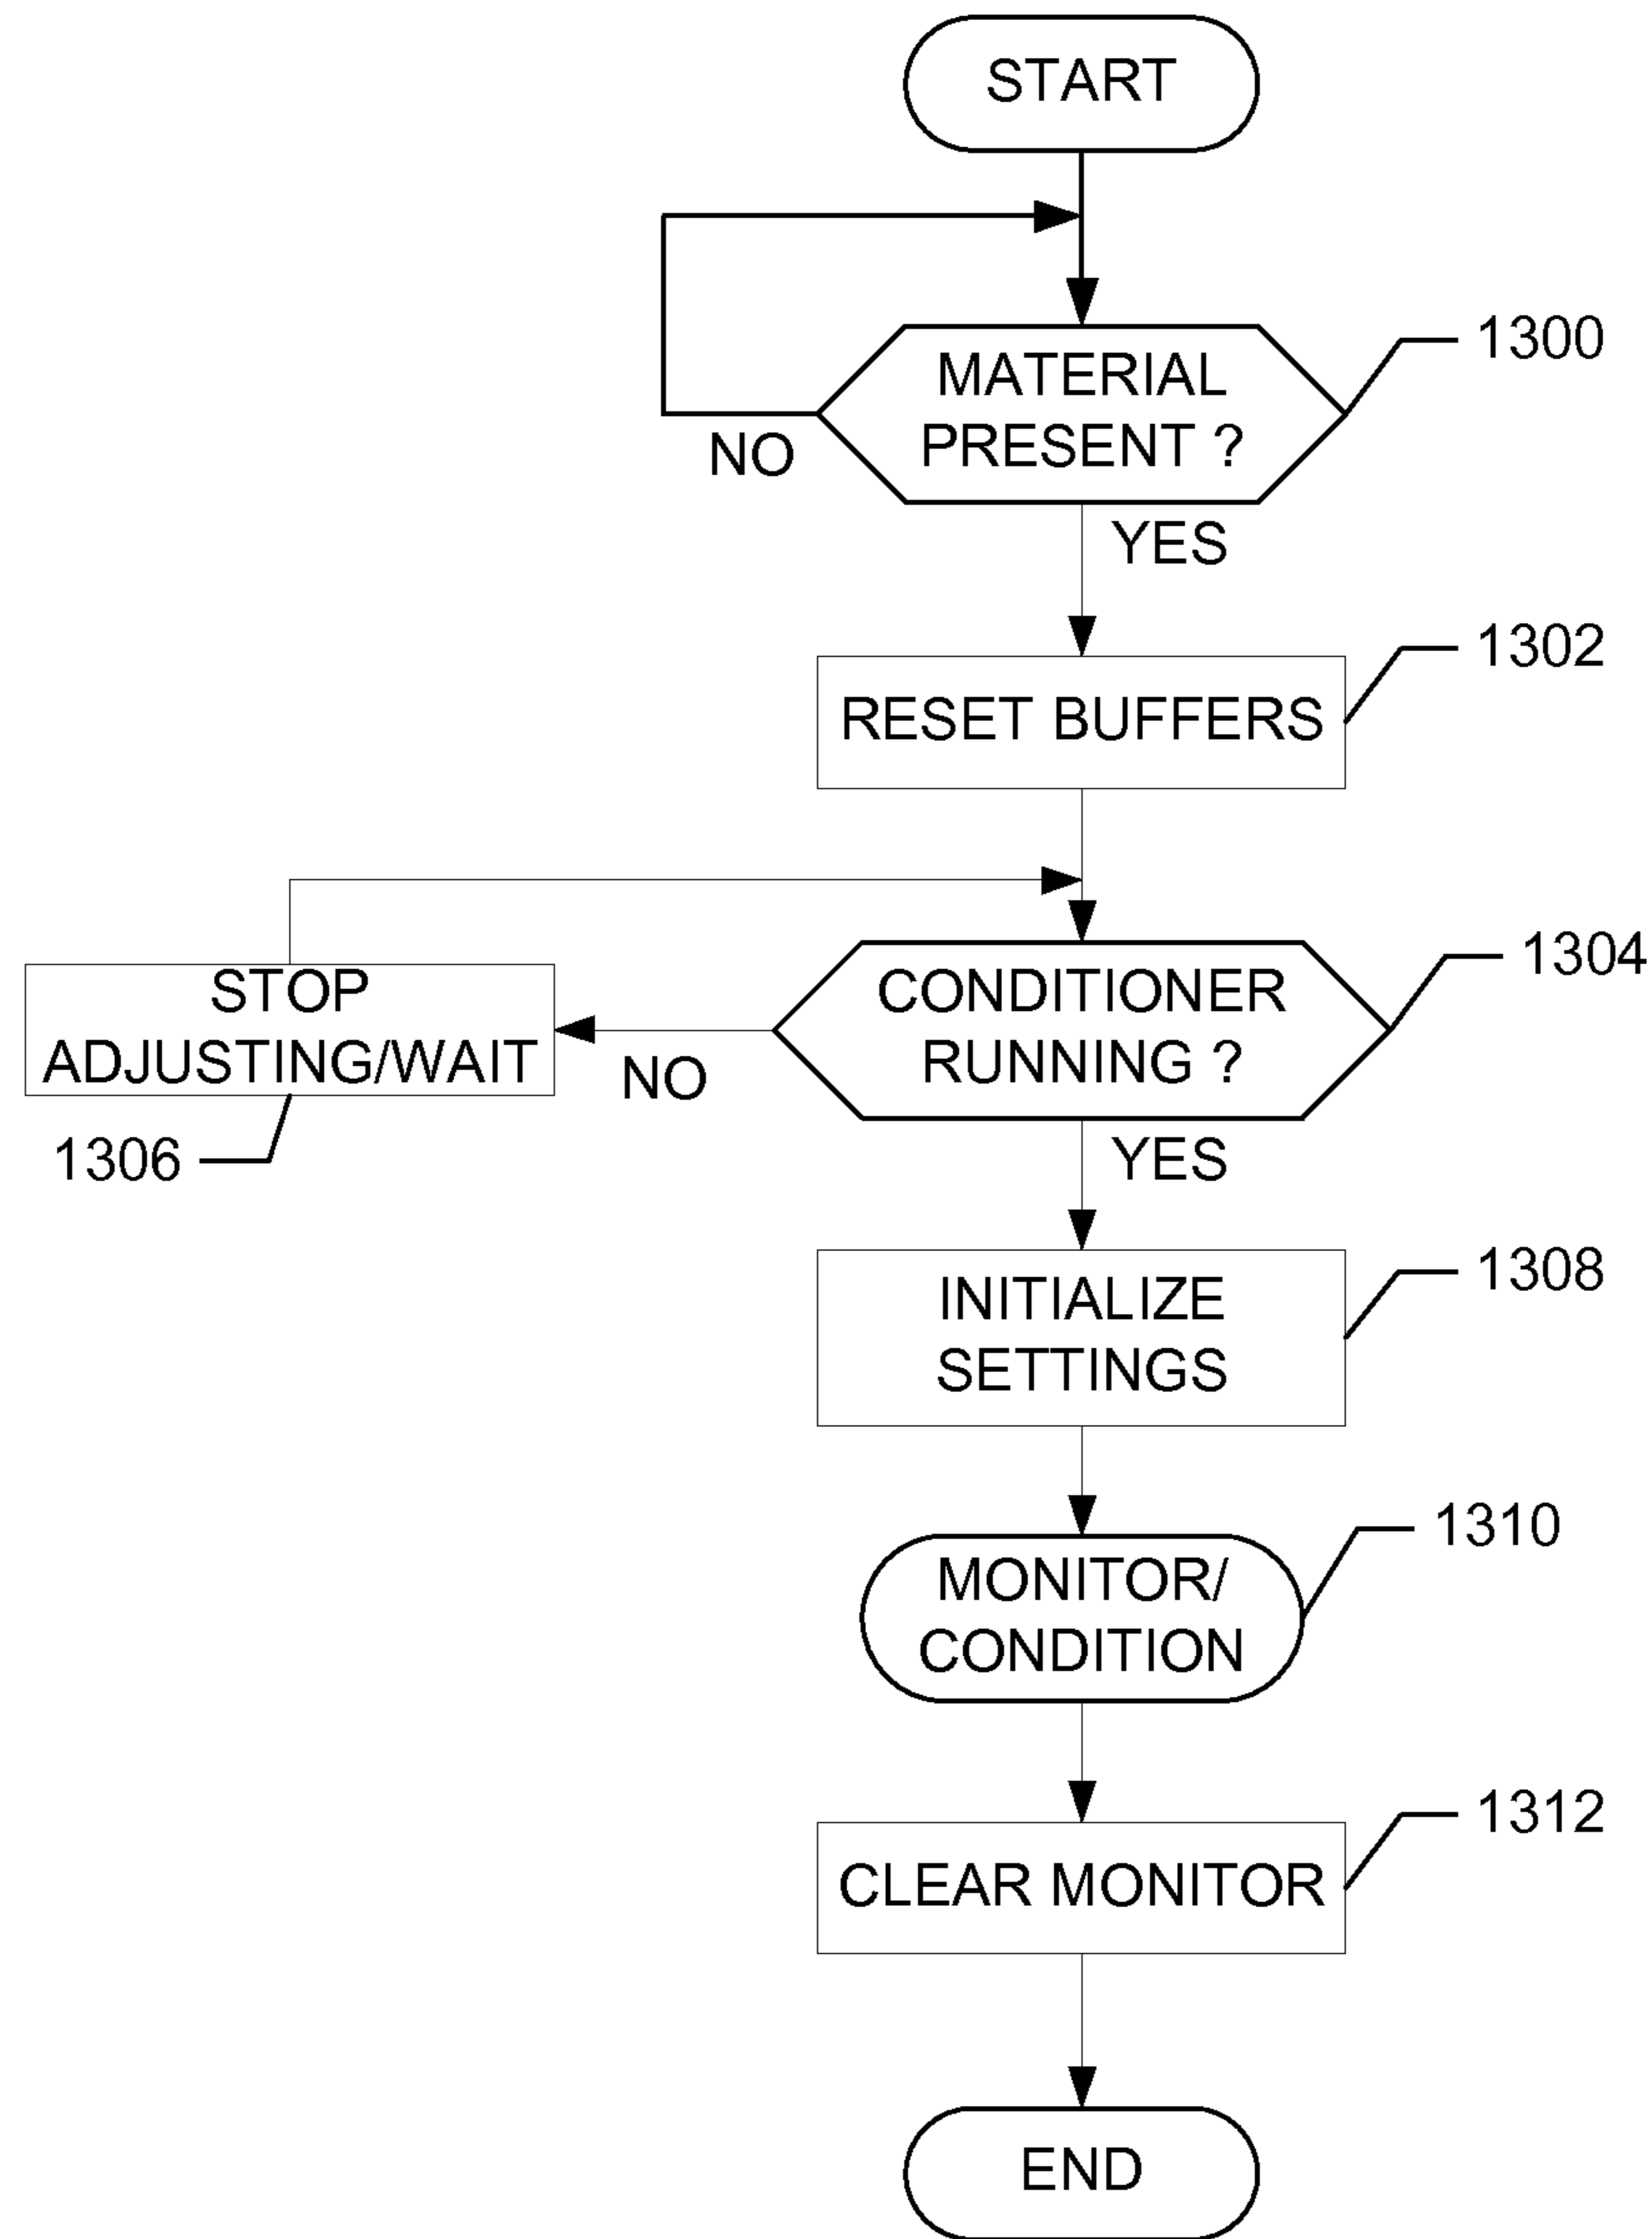 START
MATERIAL
PRESENT ?
1300
NO
YES
RESET BUFFERS
1302
CONDITIONER
RUNNING ?
1304
NO
STOP
ADJUSTING/WAIT
1306
YES
INITIALIZE
SETTINGS
1308
MONITOR/
CONDITION
1310
CLEAR MONITOR
1312
END